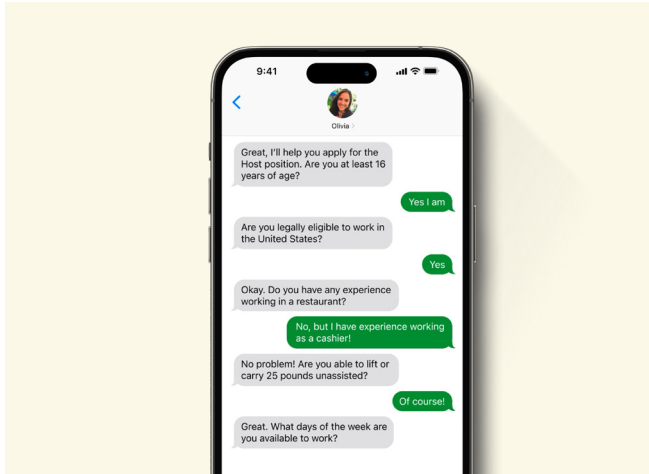 9:41
Olivia
Great, I'll help you apply for the
Host position. Are you at least 16
years of age?
Yes I am
Are you legally eligible to work in
the United States?
Yes
Okay. Do you have any experience
working in a restaurant?
No, but I have experience working
as a cashier!
No problem! Are you able to lift or
carry 25 pounds unassisted?
Of course!
Great. What days of the week are
you available to work?